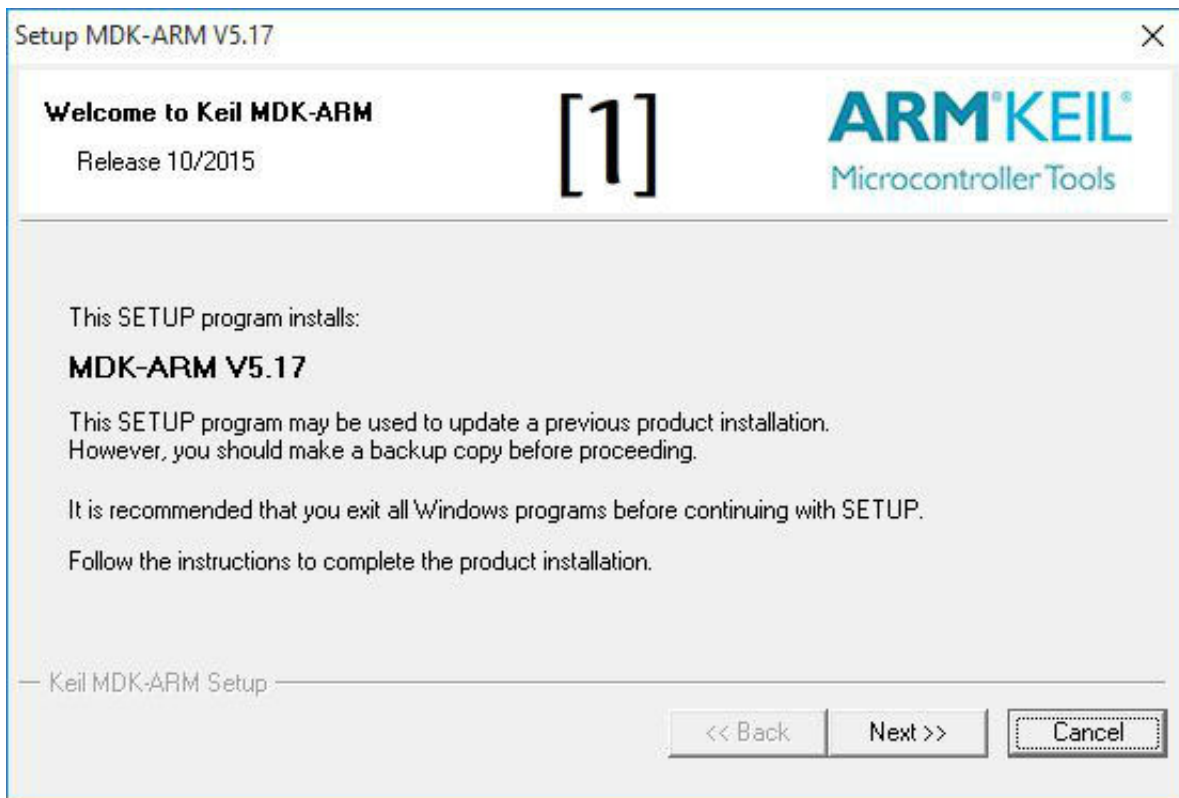 Setup MDK-ARM V5.17
Welcome to Keil MDK-ARM
Release 10/2015
[1]
ARM®KEIL®
Microcontroller Tools
This SETUP program installs:
MDK-ARM V5.17
This SETUP program may be used to update a previous product installation.
However, you should make a backup copy before proceeding.
It is recommended that you exit all Windows programs before continuing with SETUP.
Follow the instructions to complete the product installation.
Keil MDK-ARM Setup
<< Back
Next >>
Cancel